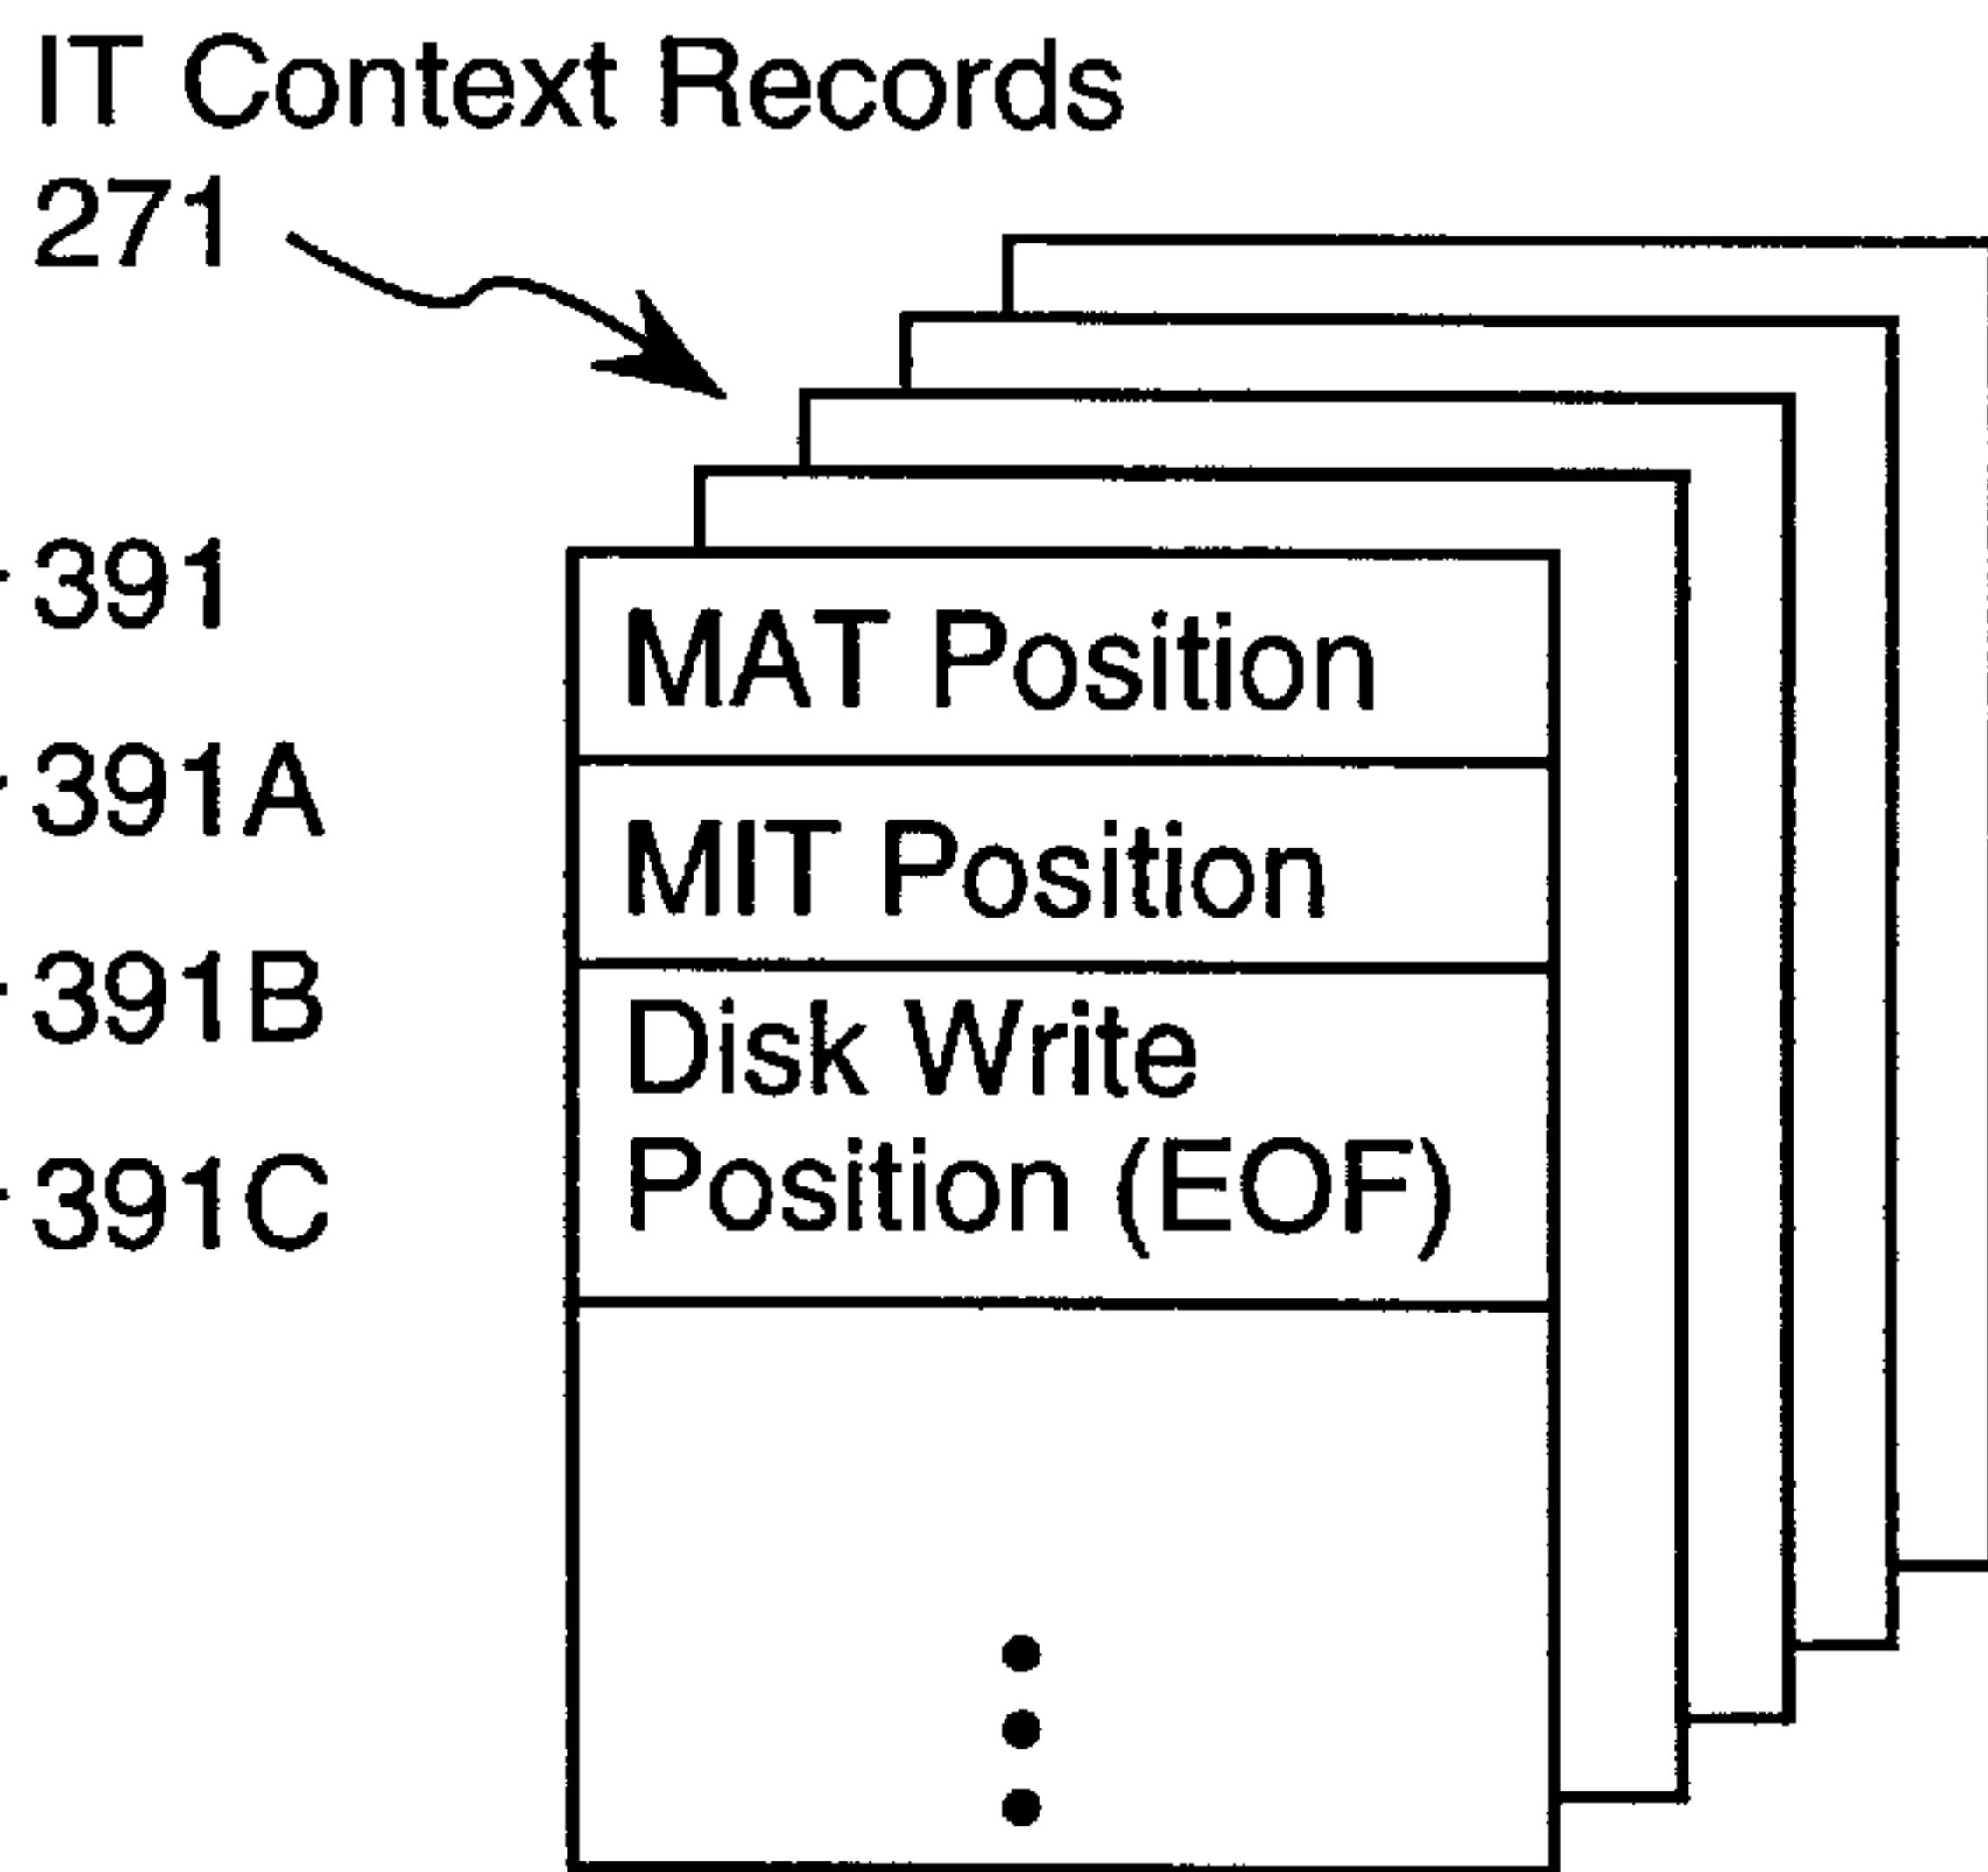 IT Context Records
271
391
MAT Position
391A
MIT Position
391B
Disk Write
Position (EOF)
391C